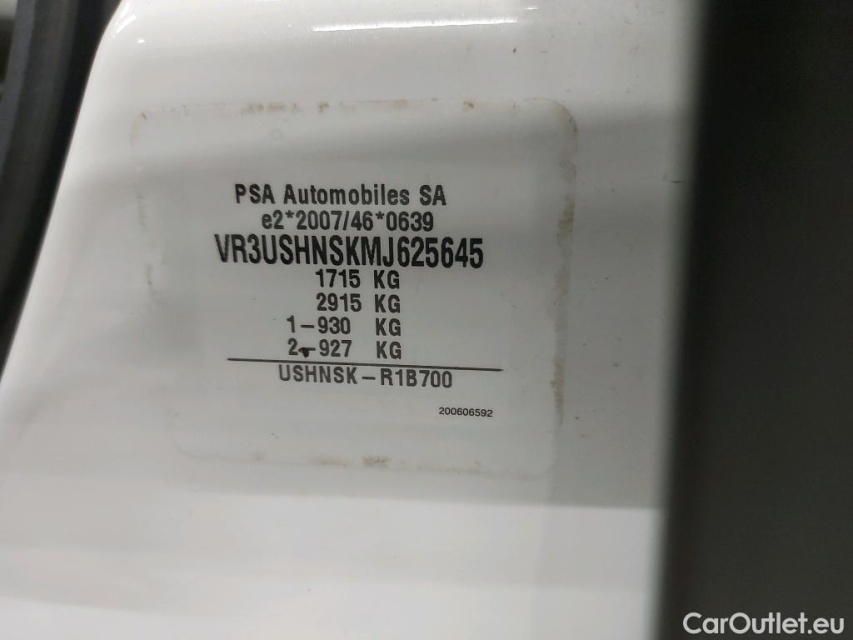 PSA Automobiles SA
e2*2007/46*0639
VR3USHNSKMJ625645
1715 KG
2915 KG
1-930 KG
2-927 KG
USHNSK-R1B700
200606592
CarOutlet.eu